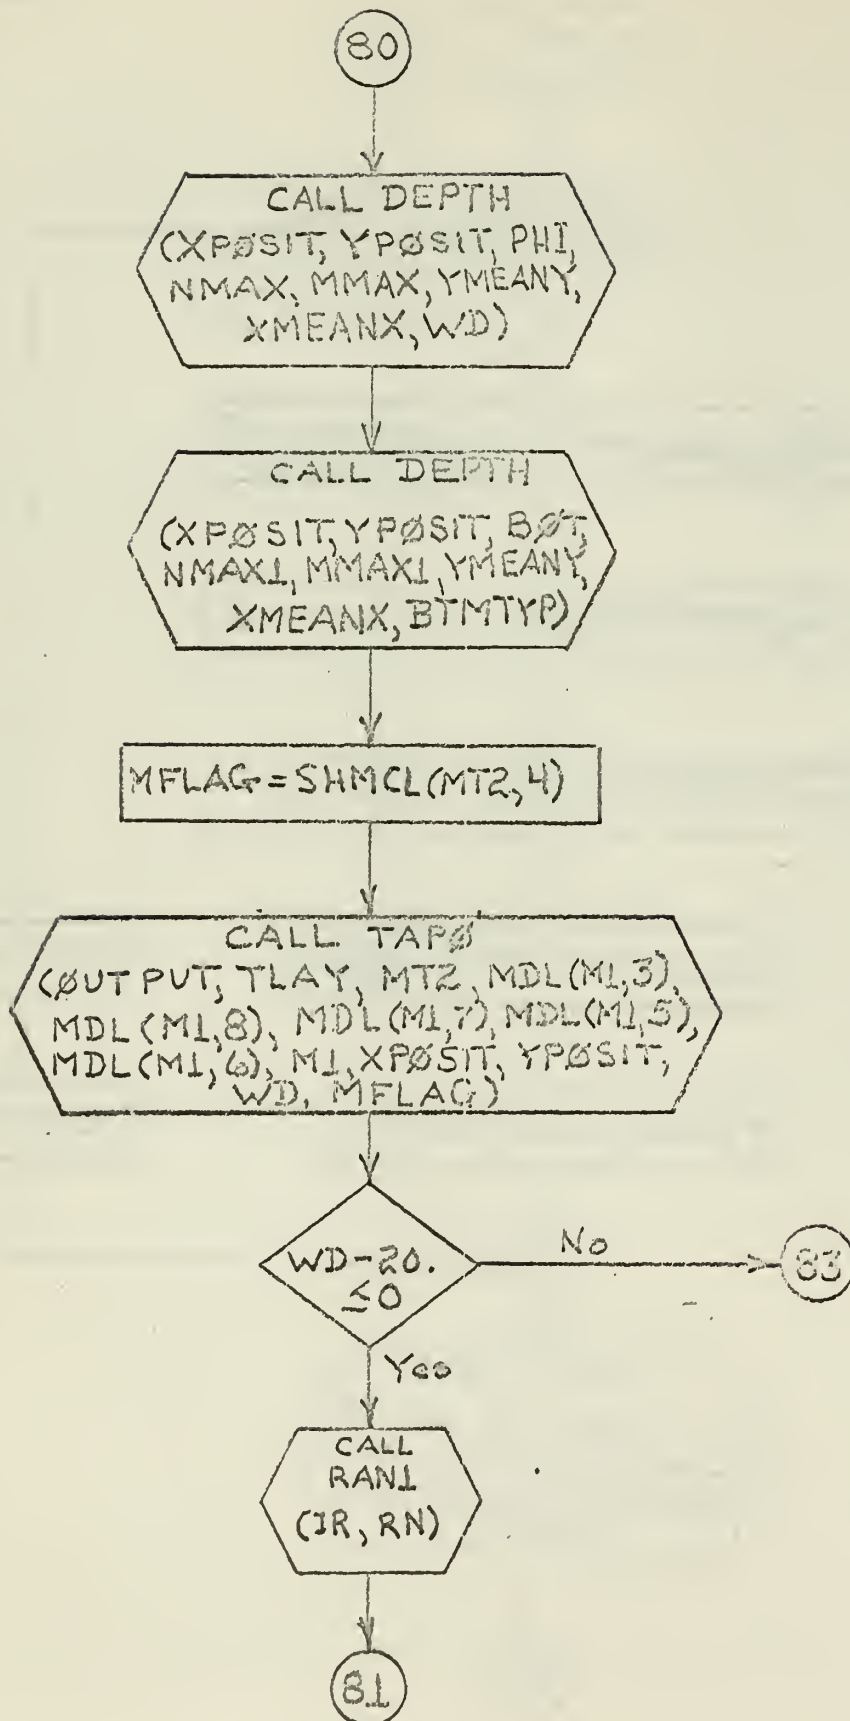 80
CALL DEPTH
(XPØSIT, YPØSIT, PHI,
NMAX, MMAX, YMEANY,
XMEANX, WD)
CALL DEPTH
(XPØSIT, YPØSIT, BØT,
NMAX1, MMAX1, YMEANY,
XMEANX, BTMTYP)
MFLAG = SHMCL(MT2,4)
CALL TAPØ
(ØUTPUT, TLAY, MT2, MDL(M1,3),
MDL(M1,8), MDL(M1,7), MDL(M1,5),
MDL(M1,6), M1, XPØSIT, YPØSIT,
WD, MFLAG)
WD-20.
≤0
No
83
Yes
CALL
RAN1
(IR, RN)
81